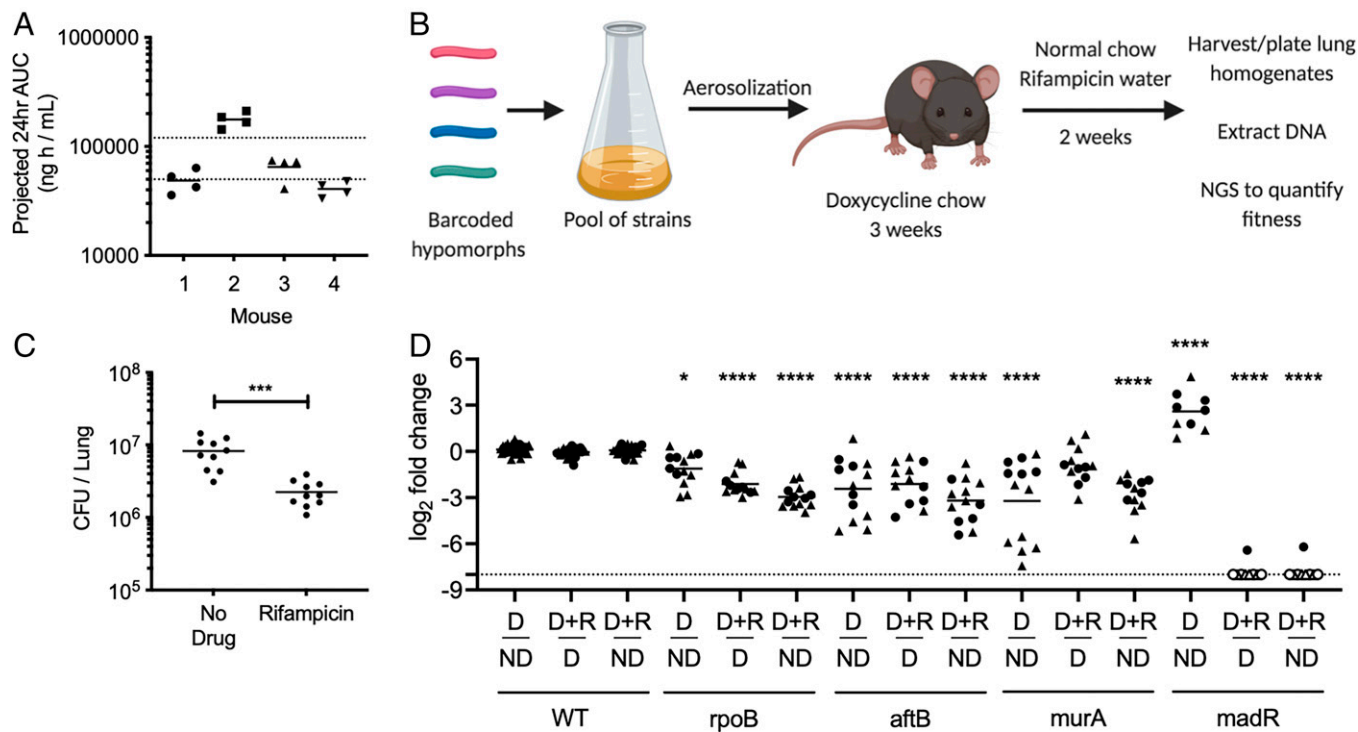 A
Projected 24hr AUC
(ng h / mL)
1000000
100000
10000
1 2 3 4
Mouse
B
Barcoded
hypomorphs
Pool of strains
Aerosolization
Doxycycline chow
3 weeks
Normal chow
Rifampicin water
2 weeks
Harvest/plate lung
homogenates
Extract DNA
NGS to quantify
fitness
C
CFU / Lung
10⁸
10⁷
10⁶
10⁵
***
No
Drug
Rifampicin
D
log₂ fold change
6
3
0
-3
-6
-9
* **** **** **** **** **** **** **** **** **** ****
D D+R D+R D D+R D+R D D+R D+R D D+R D+R D D+R D+R
ND D ND ND D ND ND D ND ND D ND ND D ND
WT rpoB aftB murA madR